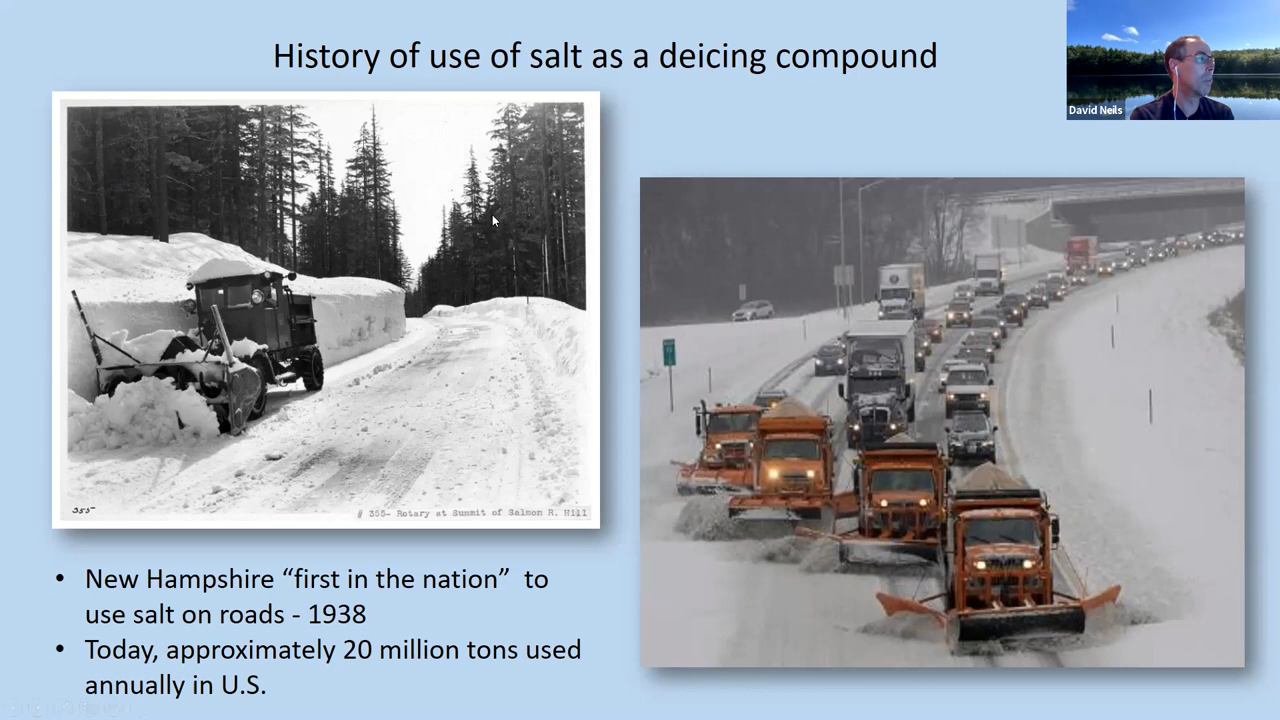 History of use of salt as a deicing compound
David Neils
355
# 355- Rotary at Summit of Salmon R. Hill
• New Hampshire “first in the nation”  to
use salt on roads - 1938
• Today, approximately 20 million tons used
annually in U.S.